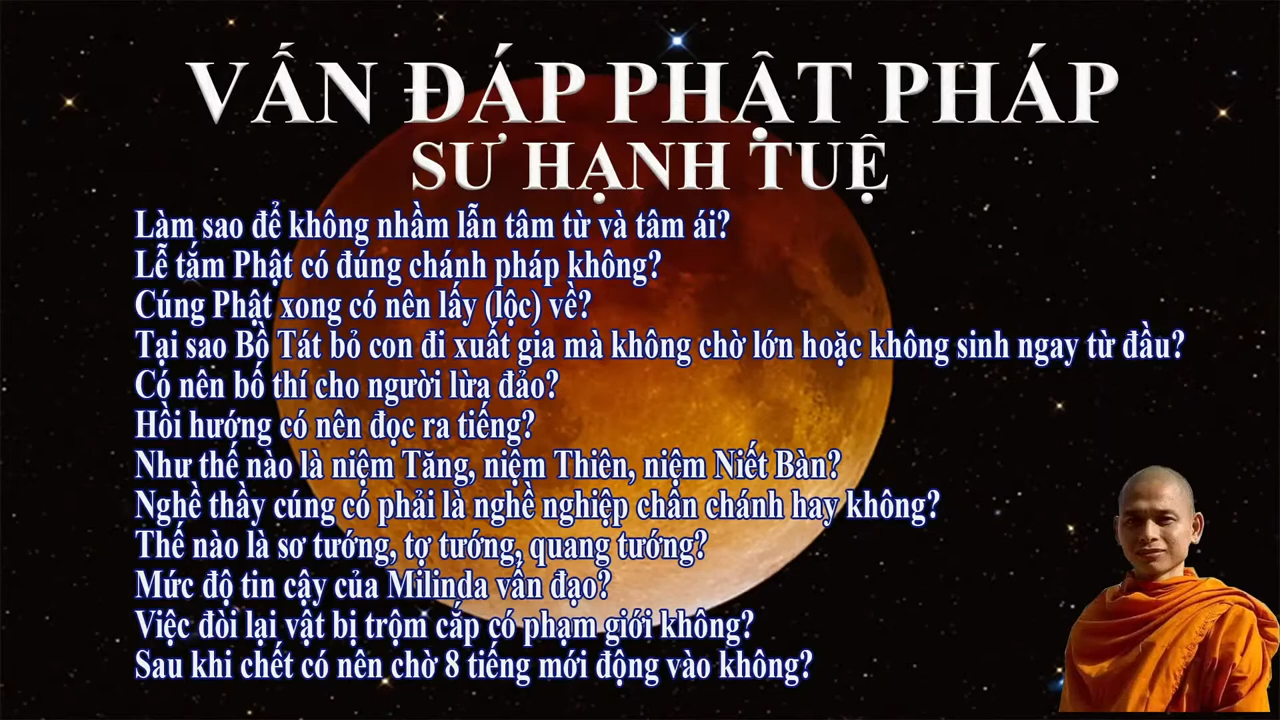 VẤN ĐÁP PHẬT PHÁP
SƯ HẠNH TUỆ
Làm sao để không nhầm lẫn tâm từ và tâm ái?
Lễ tắm Phật có đúng chánh pháp không?
Cúng Phật xong có nên lấy (lộc) về?
Tại sao Bồ Tát bỏ con đi xuất gia mà không chờ lớn hoặc không sinh ngay từ đầu?
Có nên bố thí cho người lừa đảo?
Hồi hướng có nên đọc ra tiếng?
Như thế nào là niệm Tăng, niệm Thiên, niệm Niết Bàn?
Nghề thầy cúng có phải là nghề nghiệp chân chánh hay không?
Thế nào là sơ tướng, tợ tướng, quang tướng?
Mức độ tin cậy của Milinda vấn đạo?
Việc đòi lại vật bị trộm cắp có phạm giới không?
Sau khi chết có nên chờ 8 tiếng mới động vào không?